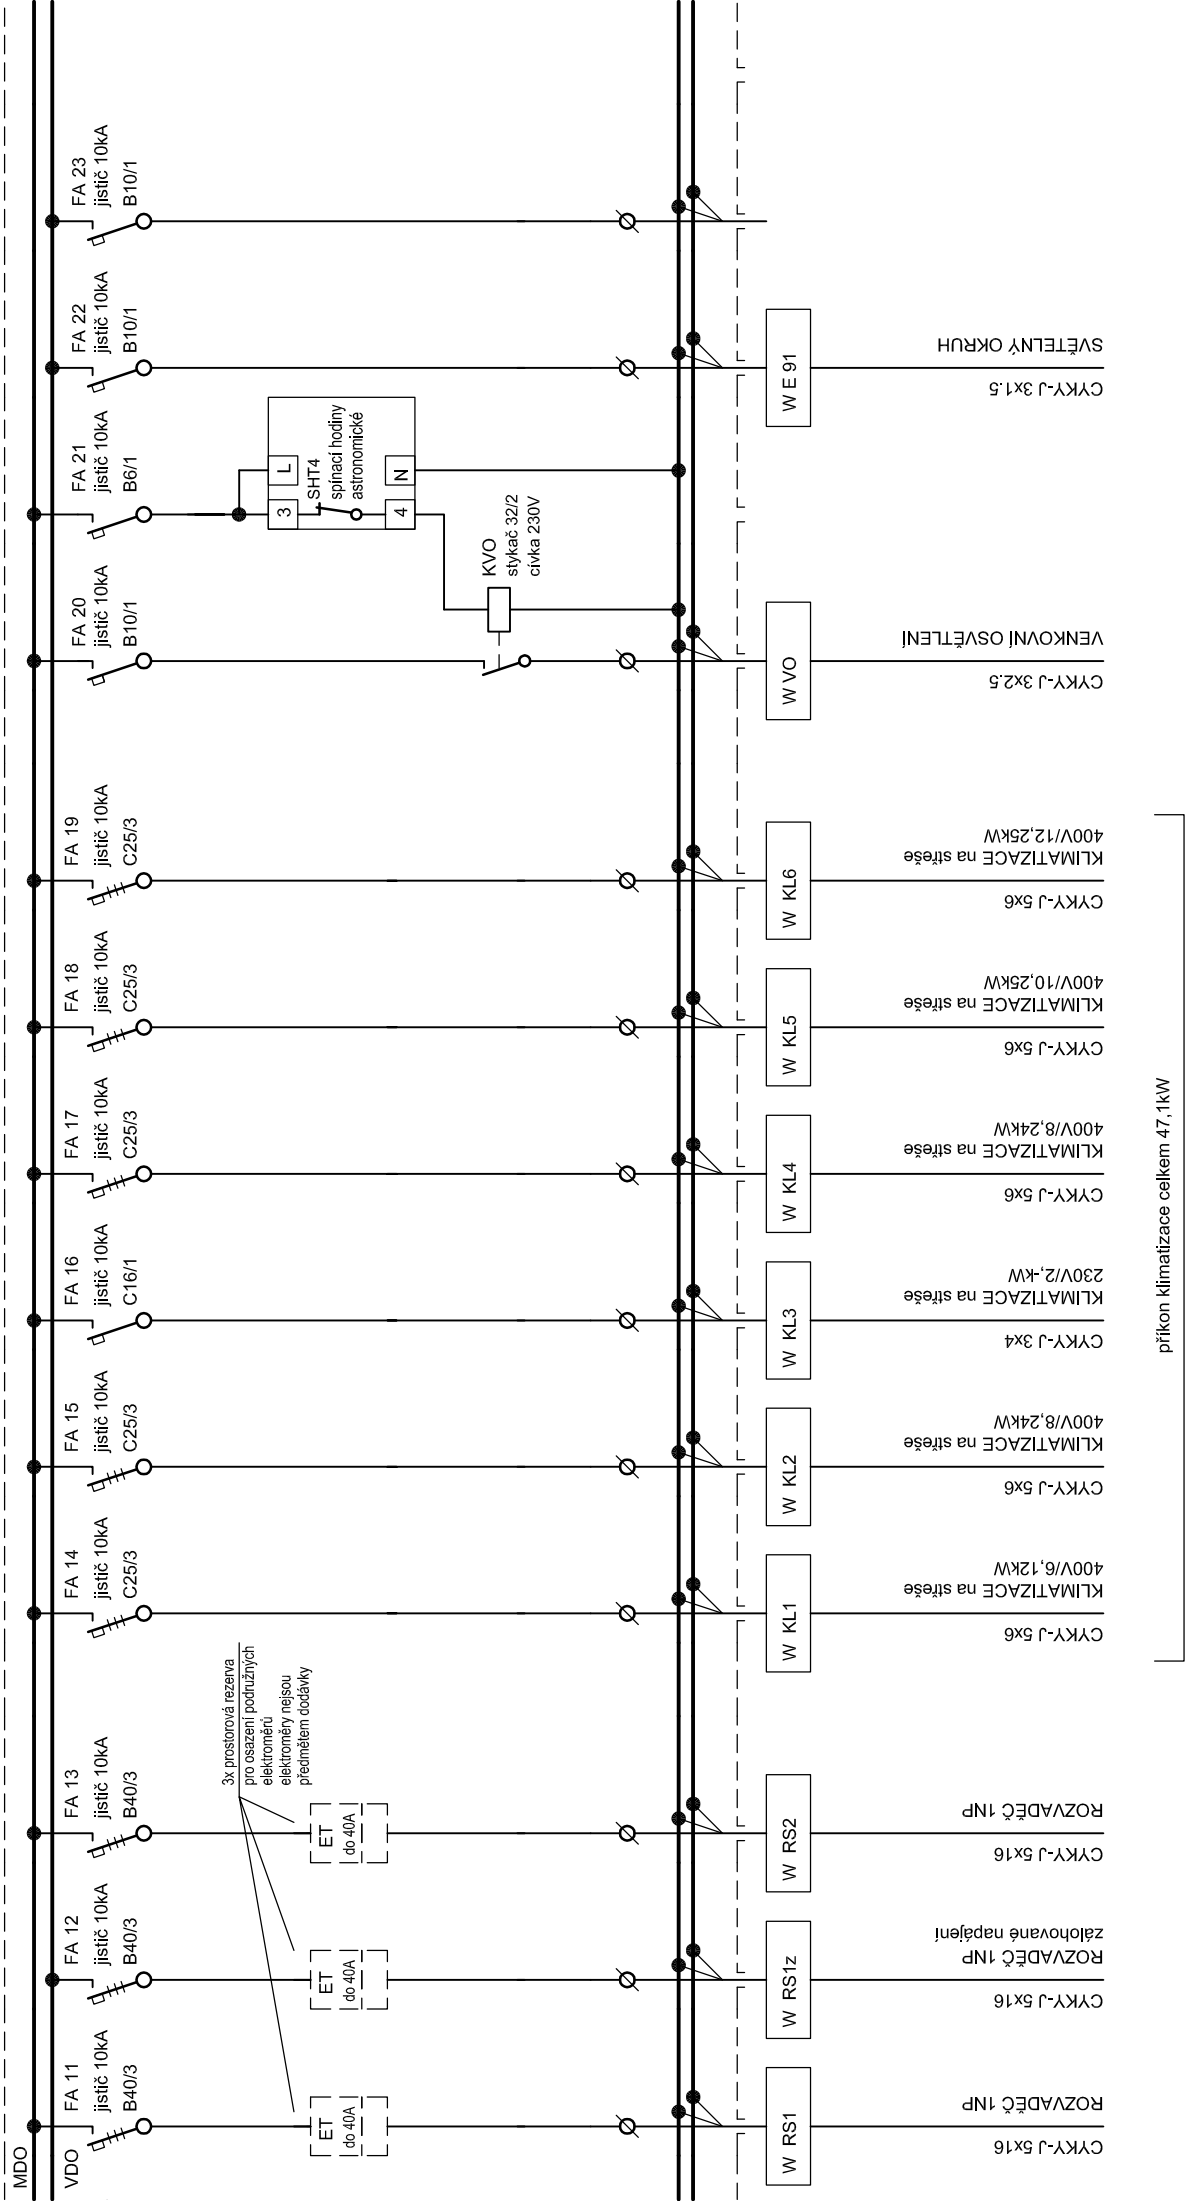 MDO
VDO
FA 11
jistič 10kA
B40/3
FA 12
jistič 10kA
B40/3
FA 13
jistič 10kA
B40/3
FA 14
jistič 10kA
C25/3
FA 15
jistič 10kA
C25/3
FA 16
jistič 10kA
C16/1
FA 17
jistič 10kA
C25/3
FA 18
jistič 10kA
C25/3
FA 19
jistič 10kA
C25/3
FA 20
jistič 10kA
B10/1
FA 21
jistič 10kA
B6/1
FA 22
jistič 10kA
B10/1
FA 23
jistič 10kA
B10/1
3x prostorová rezerva
pro osazení podružných
elektroměrů
elektroměry nejsou
předmětem dodávky
ET
do 40A
ET
do 40A
ET
do 40A
3
L
SHT4
spínací hodiny
astronomické
4
N
KVO
stykač 32/2
cívka 230V
W RS1
W RS1z
W RS2
W KL1
W KL2
W KL3
W KL4
W KL5
W KL6
W VO
W E 91
ROZVADĚČ 1NP
CYKY-J 5x16
ROZVADĚČ 1NP
zálohované napájení
CYKY-J 5x16
ROZVADĚČ 1NP
CYKY-J 5x16
KLIMATIZACE na střeše
400V/6,12kW
CYKY-J 5x6
KLIMATIZACE na střeše
400V/8,24kW
CYKY-J 5x6
KLIMATIZACE na střeše
230V/2,-kW
CYKY-J 3x4
KLIMATIZACE na střeše
400V/8,24kW
CYKY-J 5x6
KLIMATIZACE na střeše
400V/10,25kW
CYKY-J 5x6
KLIMATIZACE na střeše
400V/12,25kW
CYKY-J 5x6
VENKOVNÍ OSVĚTLENÍ
CYKY-J 3x2.5
SVĚTELNÝ OKRUH
CYKY-J 3x1.5
příkon klimatizace celkem 47,1kW